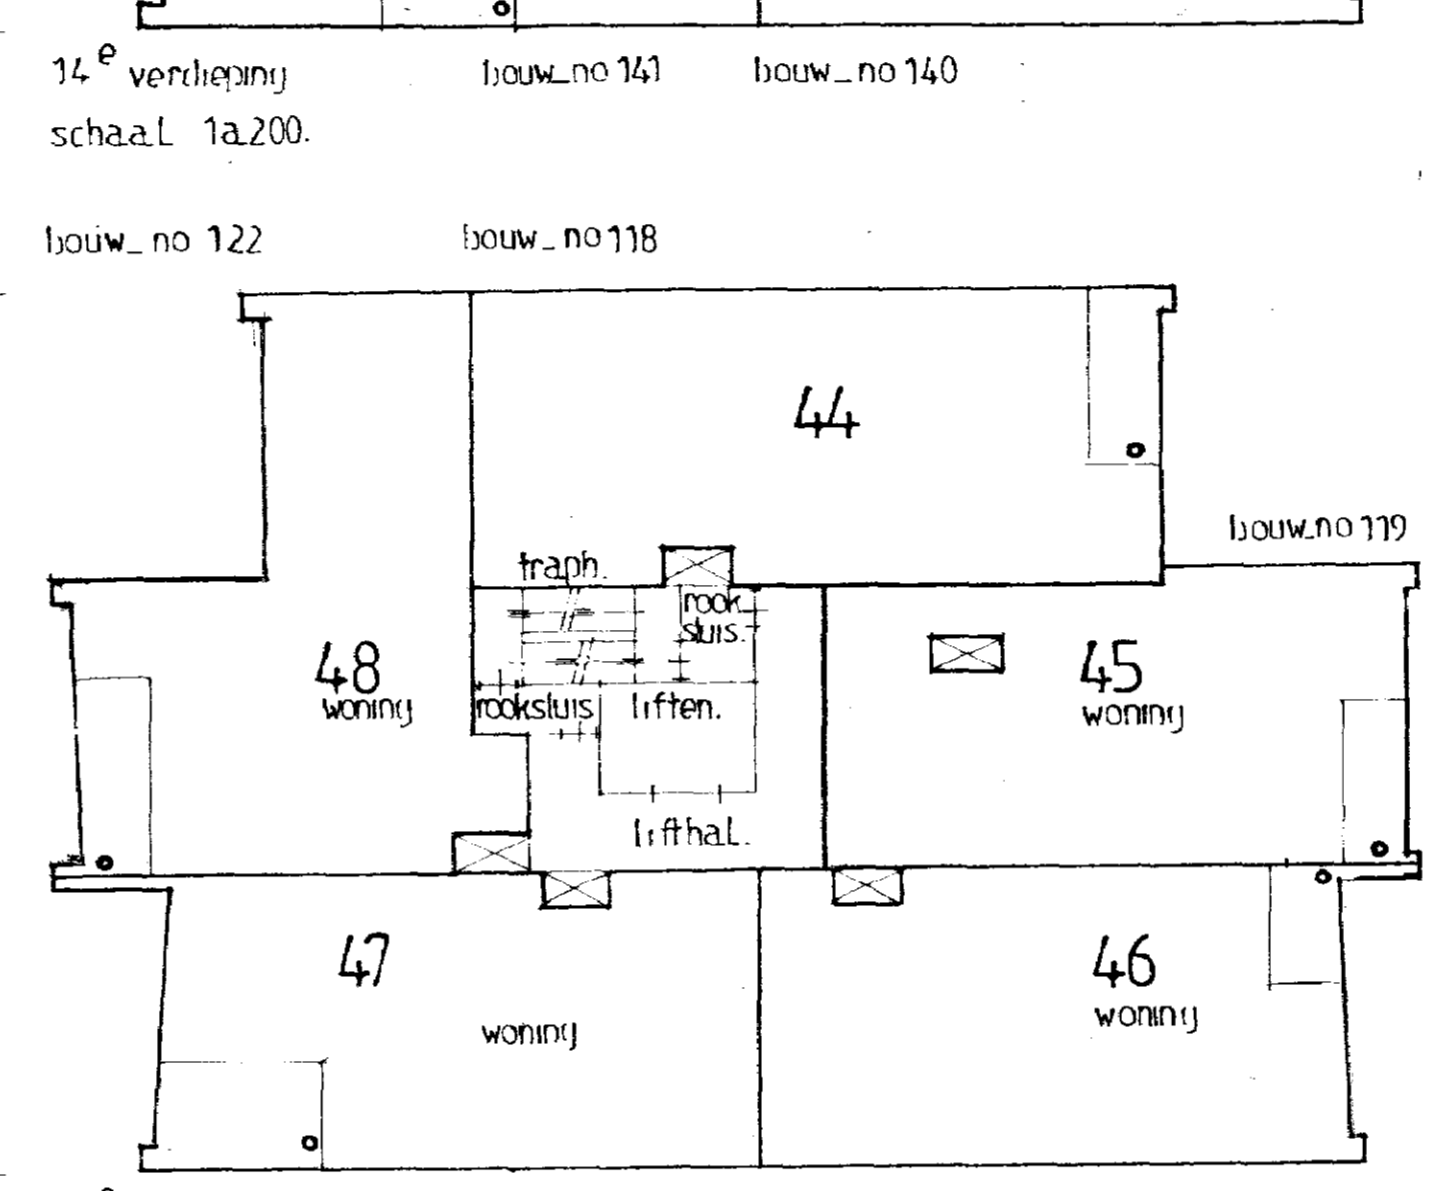 14e verdieping
bouw_no 141
bouw_no 140
schaal 1a200.
bouw_no 122
bouw_no 118
44
bouw_no 119
traph.
rook
sluis.
48
woning
45
woning
rooksluis
liften.
lifthal.
47
woning
46
woning